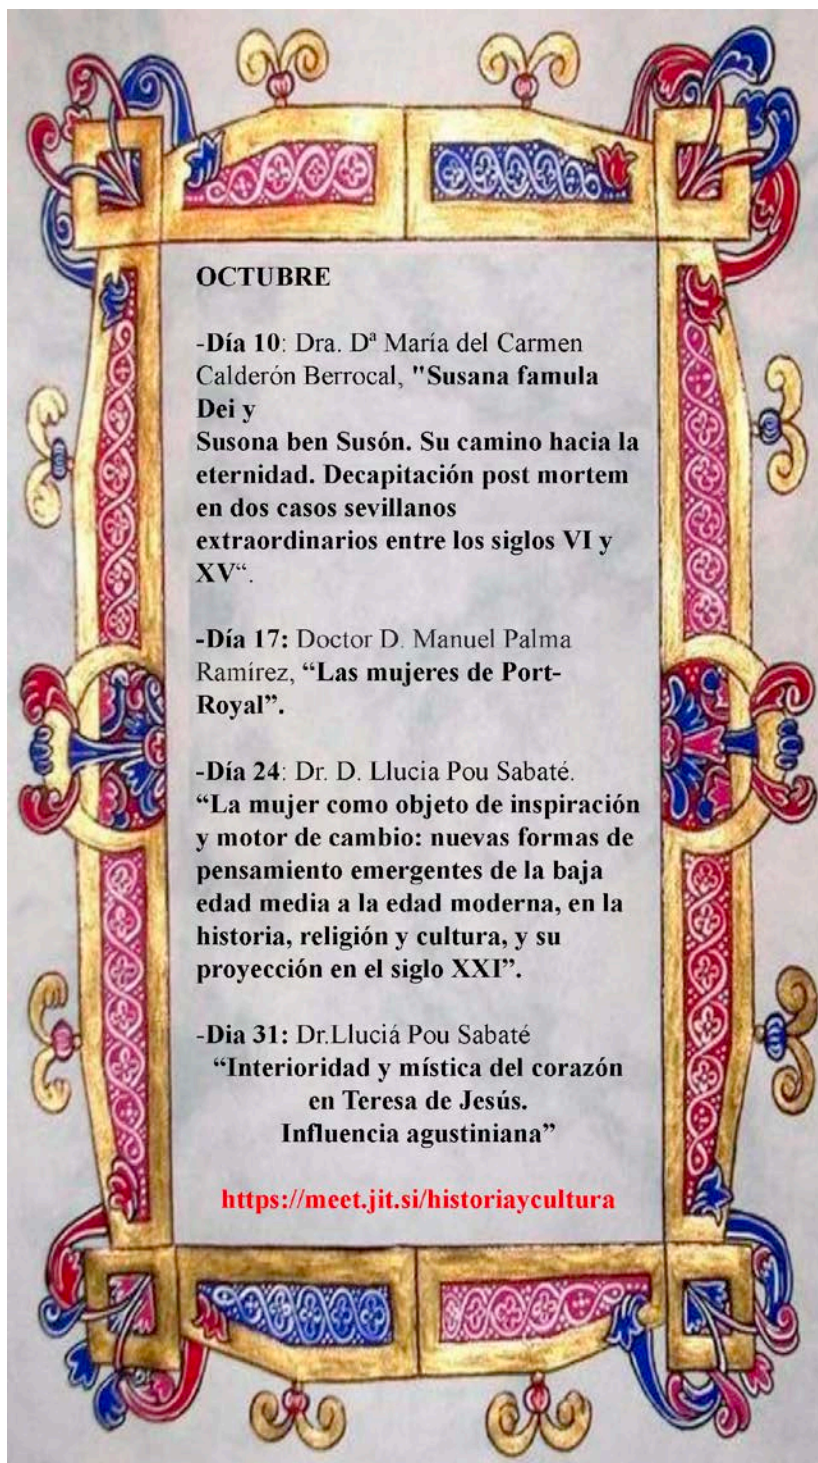 OCTUBRE
-Día 10: Dra. Dª María del Carmen
Calderón Berrocal, "Susana famula
Dei y
Susona ben Susón. Su camino hacia la
eternidad. Decapitación post mortem
en dos casos sevillanos
extraordinarios entre los siglos VI y
XV“.
-Día 17: Doctor D. Manuel Palma
Ramírez, “Las mujeres de Port-
Royal”.
-Día 24: Dr. D. Llucia Pou Sabaté.
“La mujer como objeto de inspiración
y motor de cambio: nuevas formas de
pensamiento emergentes de la baja
edad media a la edad moderna, en la
historia, religión y cultura, y su
proyección en el siglo XXI”.
-Dia 31: Dr.Lluciá Pou Sabaté
“Interioridad y mística del corazón
en Teresa de Jesús.
Influencia agustiniana”
https://meet.jit.si/historiaycultura